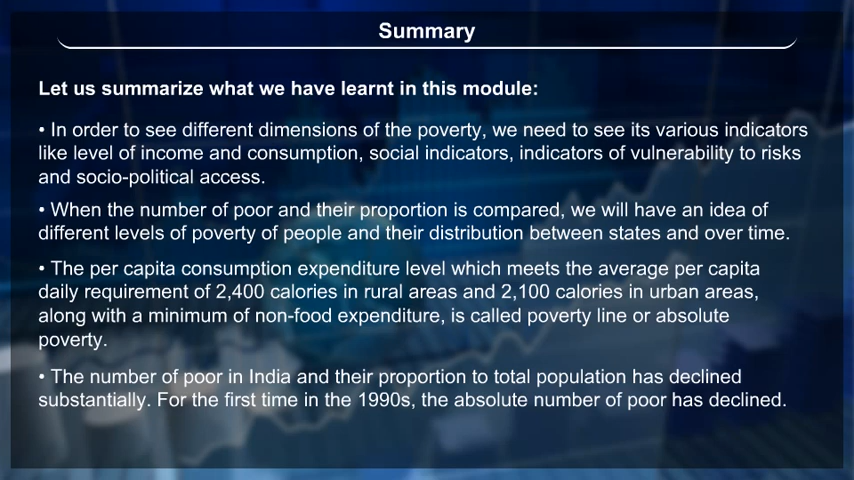 Summary
Let us summarize what we have learnt in this module:
• In order to see different dimensions of the poverty, we need to see its various indicators
like level of income and consumption, social indicators, indicators of vulnerability to risks
and socio-political access.
• When the number of poor and their proportion is compared, we will have an idea of
different levels of poverty of people and their distribution between states and over time.
• The per capita consumption expenditure level which meets the average per capita
daily requirement of 2,400 calories in rural areas and 2,100 calories in urban areas,
along with a minimum of non-food expenditure, is called poverty line or absolute
poverty.
• The number of poor in India and their proportion to total population has declined
substantially. For the first time in the 1990s, the absolute number of poor has declined.